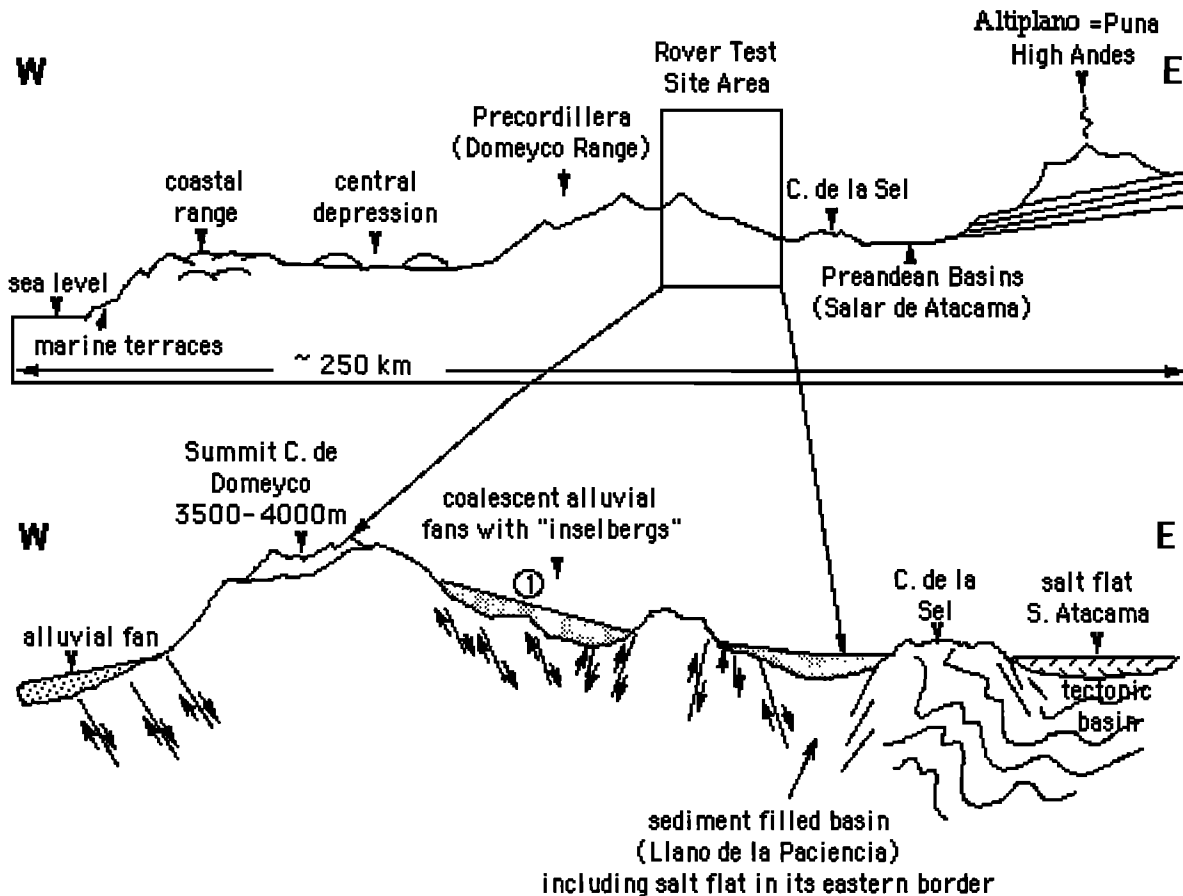 Altiplano =Puna
High Andes
W
Rover Test
Site Area
E
Precordillera
(Domeyco Range)
coastal
range
central
depression
C. de la Sel
sea level
Preandean Basins
(Salar de Atacama)
marine terraces
~ 250 km
Summit C. de
Domeyco
3500-4000m
coalescent alluvial
fans with "inselbergs"
W
E
1
C. de la
Sel
salt flat
S. Atacama
alluvial fan
tectonic
basin
sediment filled basin
(Llano de la Paciencia)
including salt flat in its eastern border